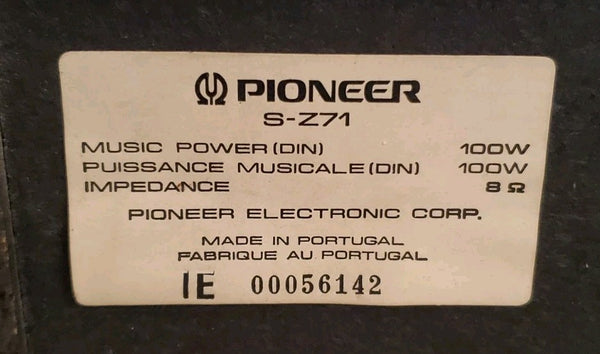 PIONEER
S-Z71
MUSIC POWER (DIN) 100W
PUISSANCE MUSICALE (DIN) 100W
IMPEDANCE 8 Ω
PIONEER ELECTRONIC CORP.
MADE IN PORTUGAL
FABRIQUE AU PORTUGAL
IE 00056142